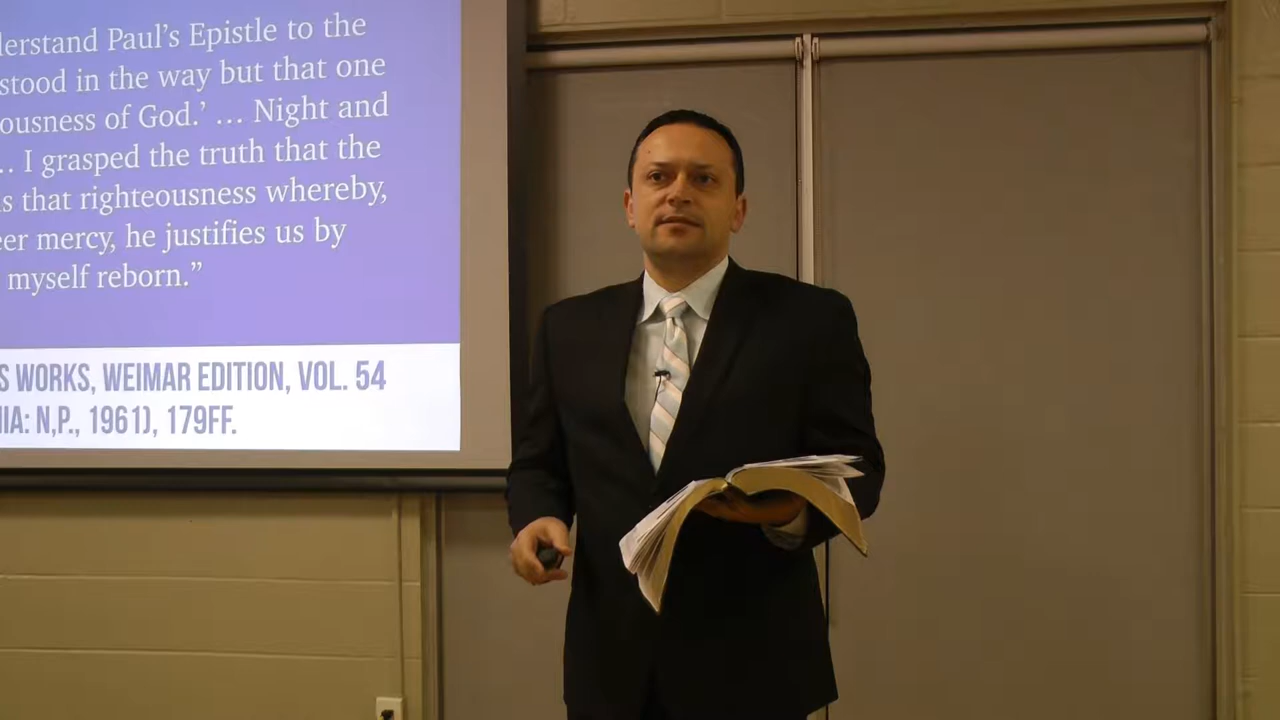 derstand Paul’s Epistle to the
stood in the way but that one
ousness of God.’ … Night and
.. I grasped the truth that the
is that righteousness whereby,
eer mercy, he justifies us by
myself reborn.”
S WORKS, WEIMAR EDITION, VOL. 54
IA: N,P., 1961), 179FF.